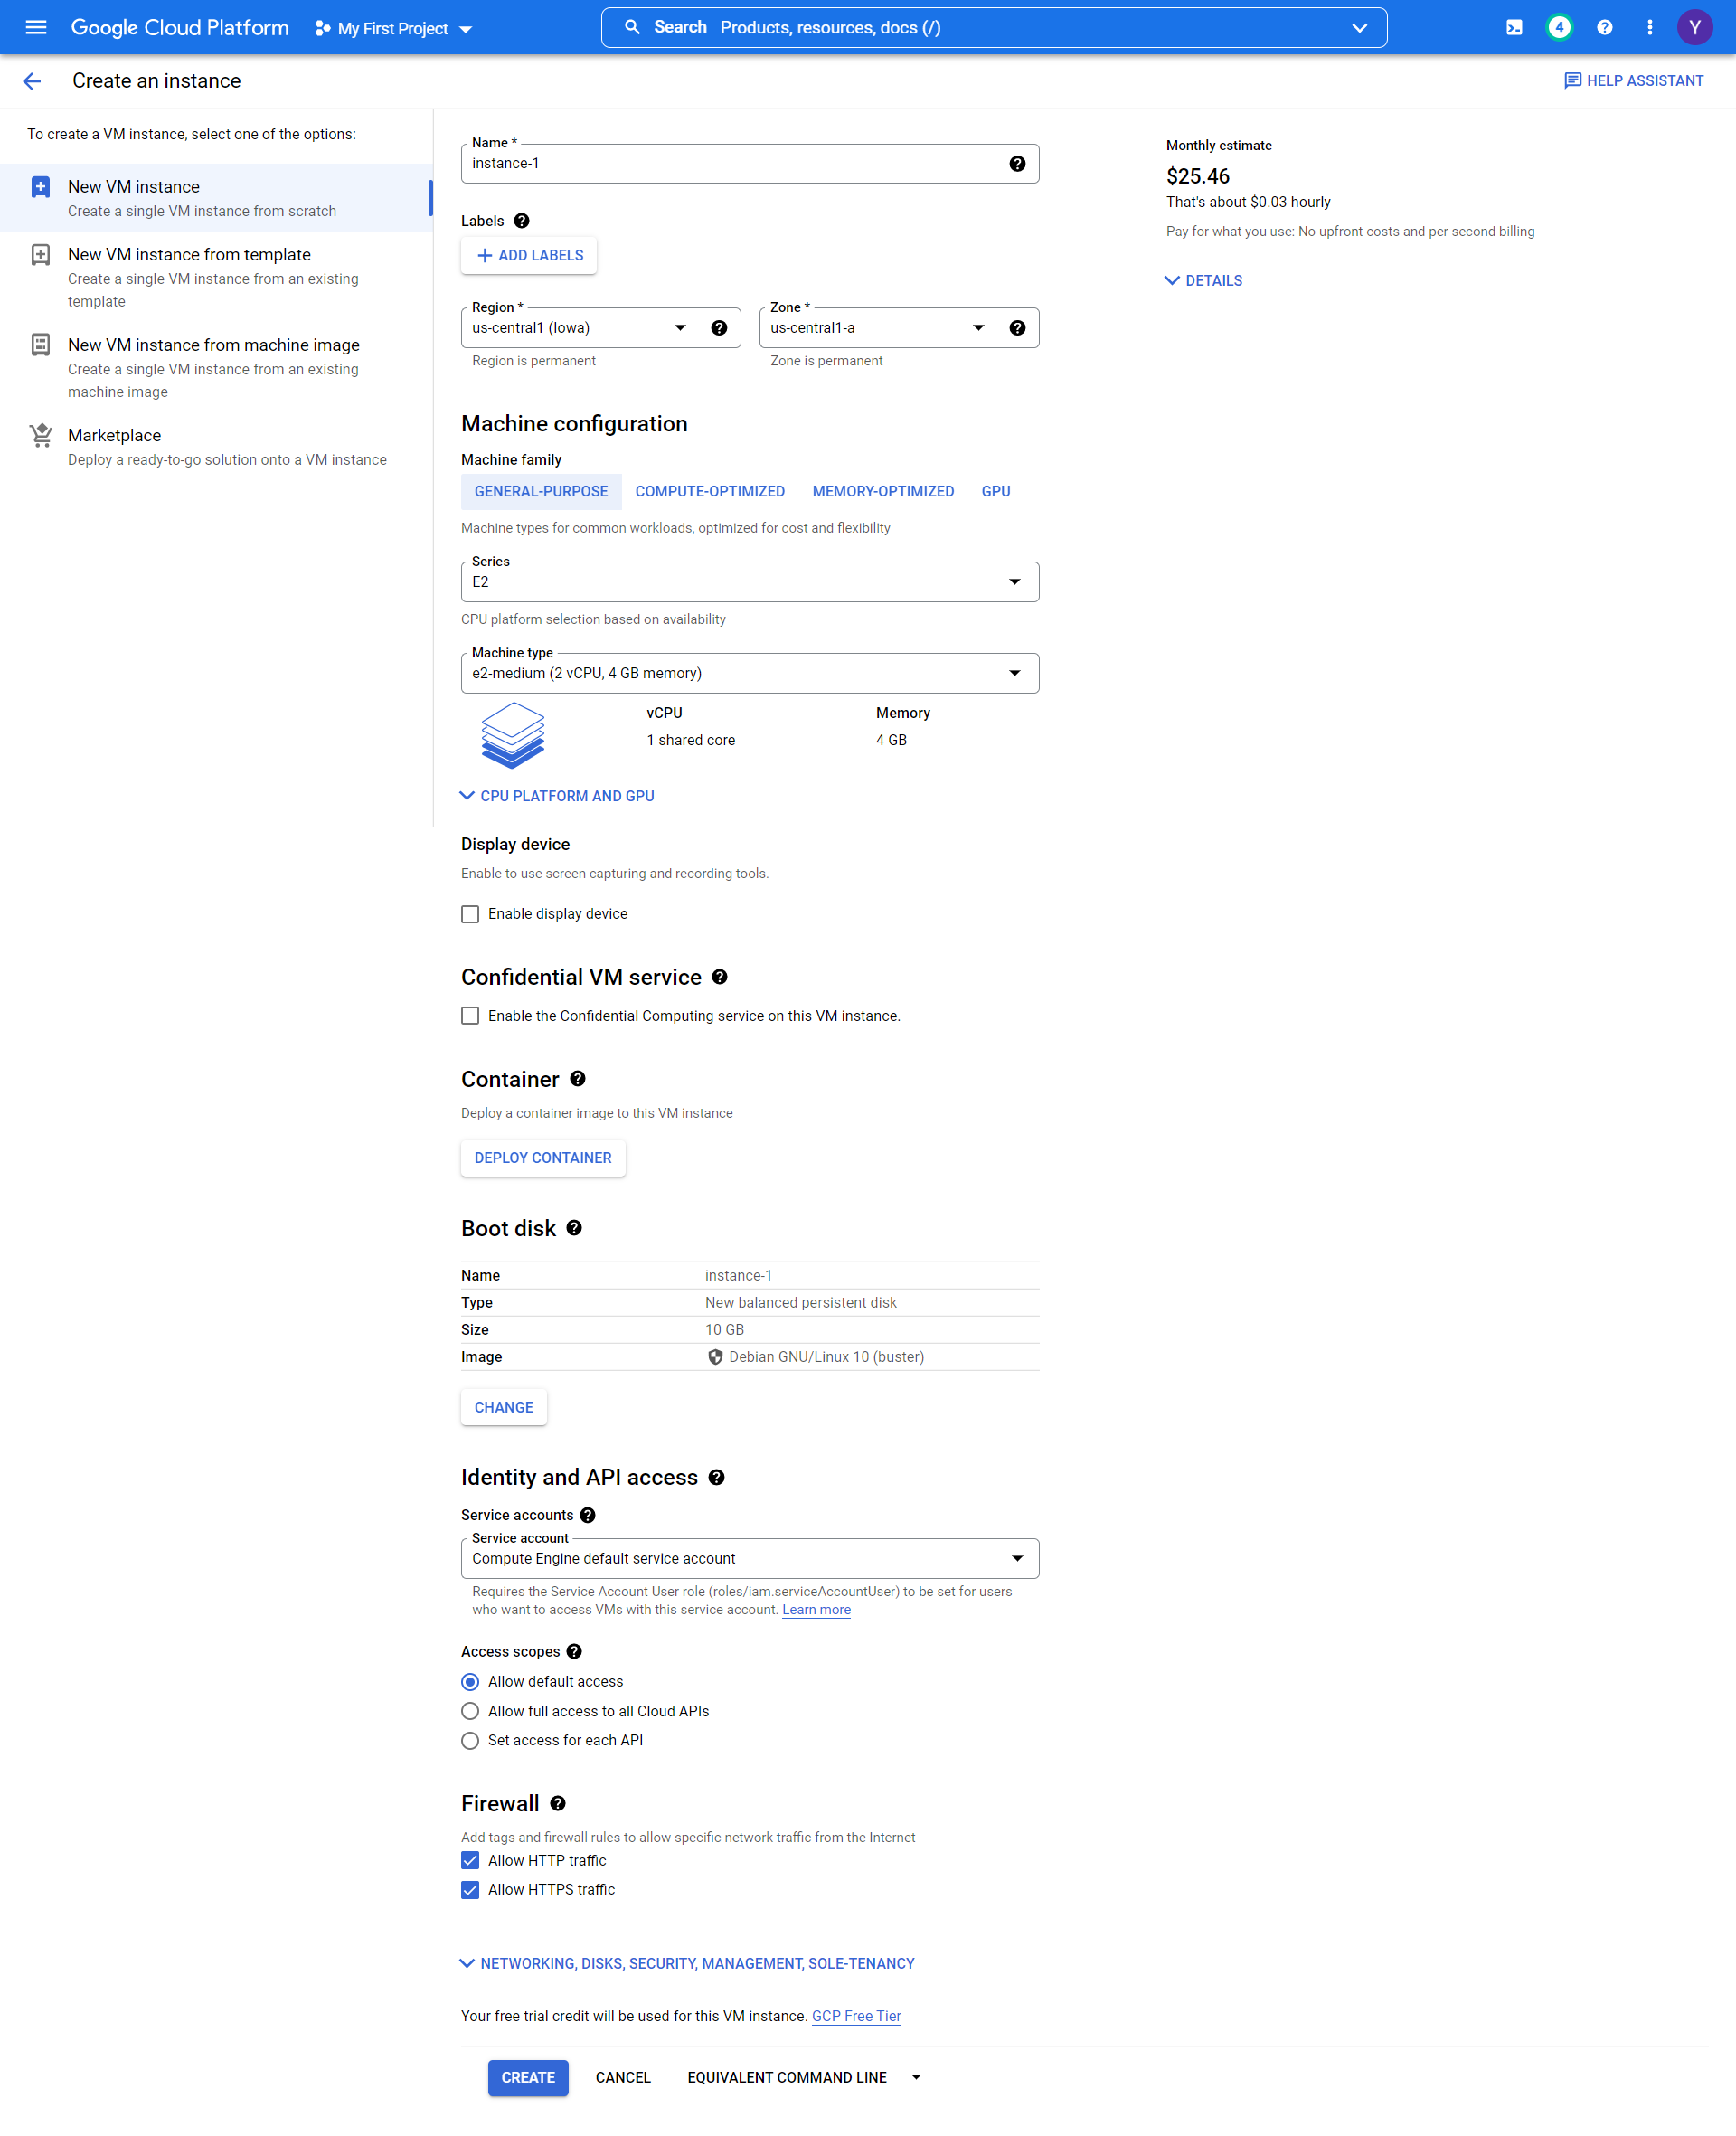 Google Cloud Platform
My First Project
Search Products, resources, docs (/)
4
Y
Create an instance
HELP ASSISTANT
To create a VM instance, select one of the options:
New VM instance
Create a single VM instance from scratch
New VM instance from template
Create a single VM instance from an existing
template
New VM instance from machine image
Create a single VM instance from an existing
machine image
Marketplace
Deploy a ready-to-go solution onto a VM instance
Name *
instance-1
Labels
ADD LABELS
Region *
us-central1 (Iowa)
Region is permanent
Zone *
us-central1-a
Zone is permanent
Machine configuration
Machine family
GENERAL-PURPOSE COMPUTE-OPTIMIZED MEMORY-OPTIMIZED GPU
Machine types for common workloads, optimized for cost and flexibility
Series
E2
CPU platform selection based on availability
Machine type
e2-medium (2 vCPU, 4 GB memory)
vCPU Memory
1 shared core 4 GB
CPU PLATFORM AND GPU
Display device
Enable to use screen capturing and recording tools.
Enable display device
Confidential VM service
Enable the Confidential Computing service on this VM instance.
Container
Deploy a container image to this VM instance
DEPLOY CONTAINER
Boot disk
Name instance-1
Type New balanced persistent disk
Size 10 GB
Image Debian GNU/Linux 10 (buster)
CHANGE
Identity and API access
Service accounts
Service account
Compute Engine default service account
Requires the Service Account User role (roles/iam.serviceAccountUser) to be set for users
who want to access VMs with this service account. Learn more
Access scopes
Allow default access
Allow full access to all Cloud APIs
Set access for each API
Firewall
Add tags and firewall rules to allow specific network traffic from the Internet
Allow HTTP traffic
Allow HTTPS traffic
NETWORKING, DISKS, SECURITY, MANAGEMENT, SOLE-TENANCY
Your free trial credit will be used for this VM instance. GCP Free Tier
CREATE CANCEL EQUIVALENT COMMAND LINE
Monthly estimate
$25.46
That's about $0.03 hourly
Pay for what you use: No upfront costs and per second billing
DETAILS